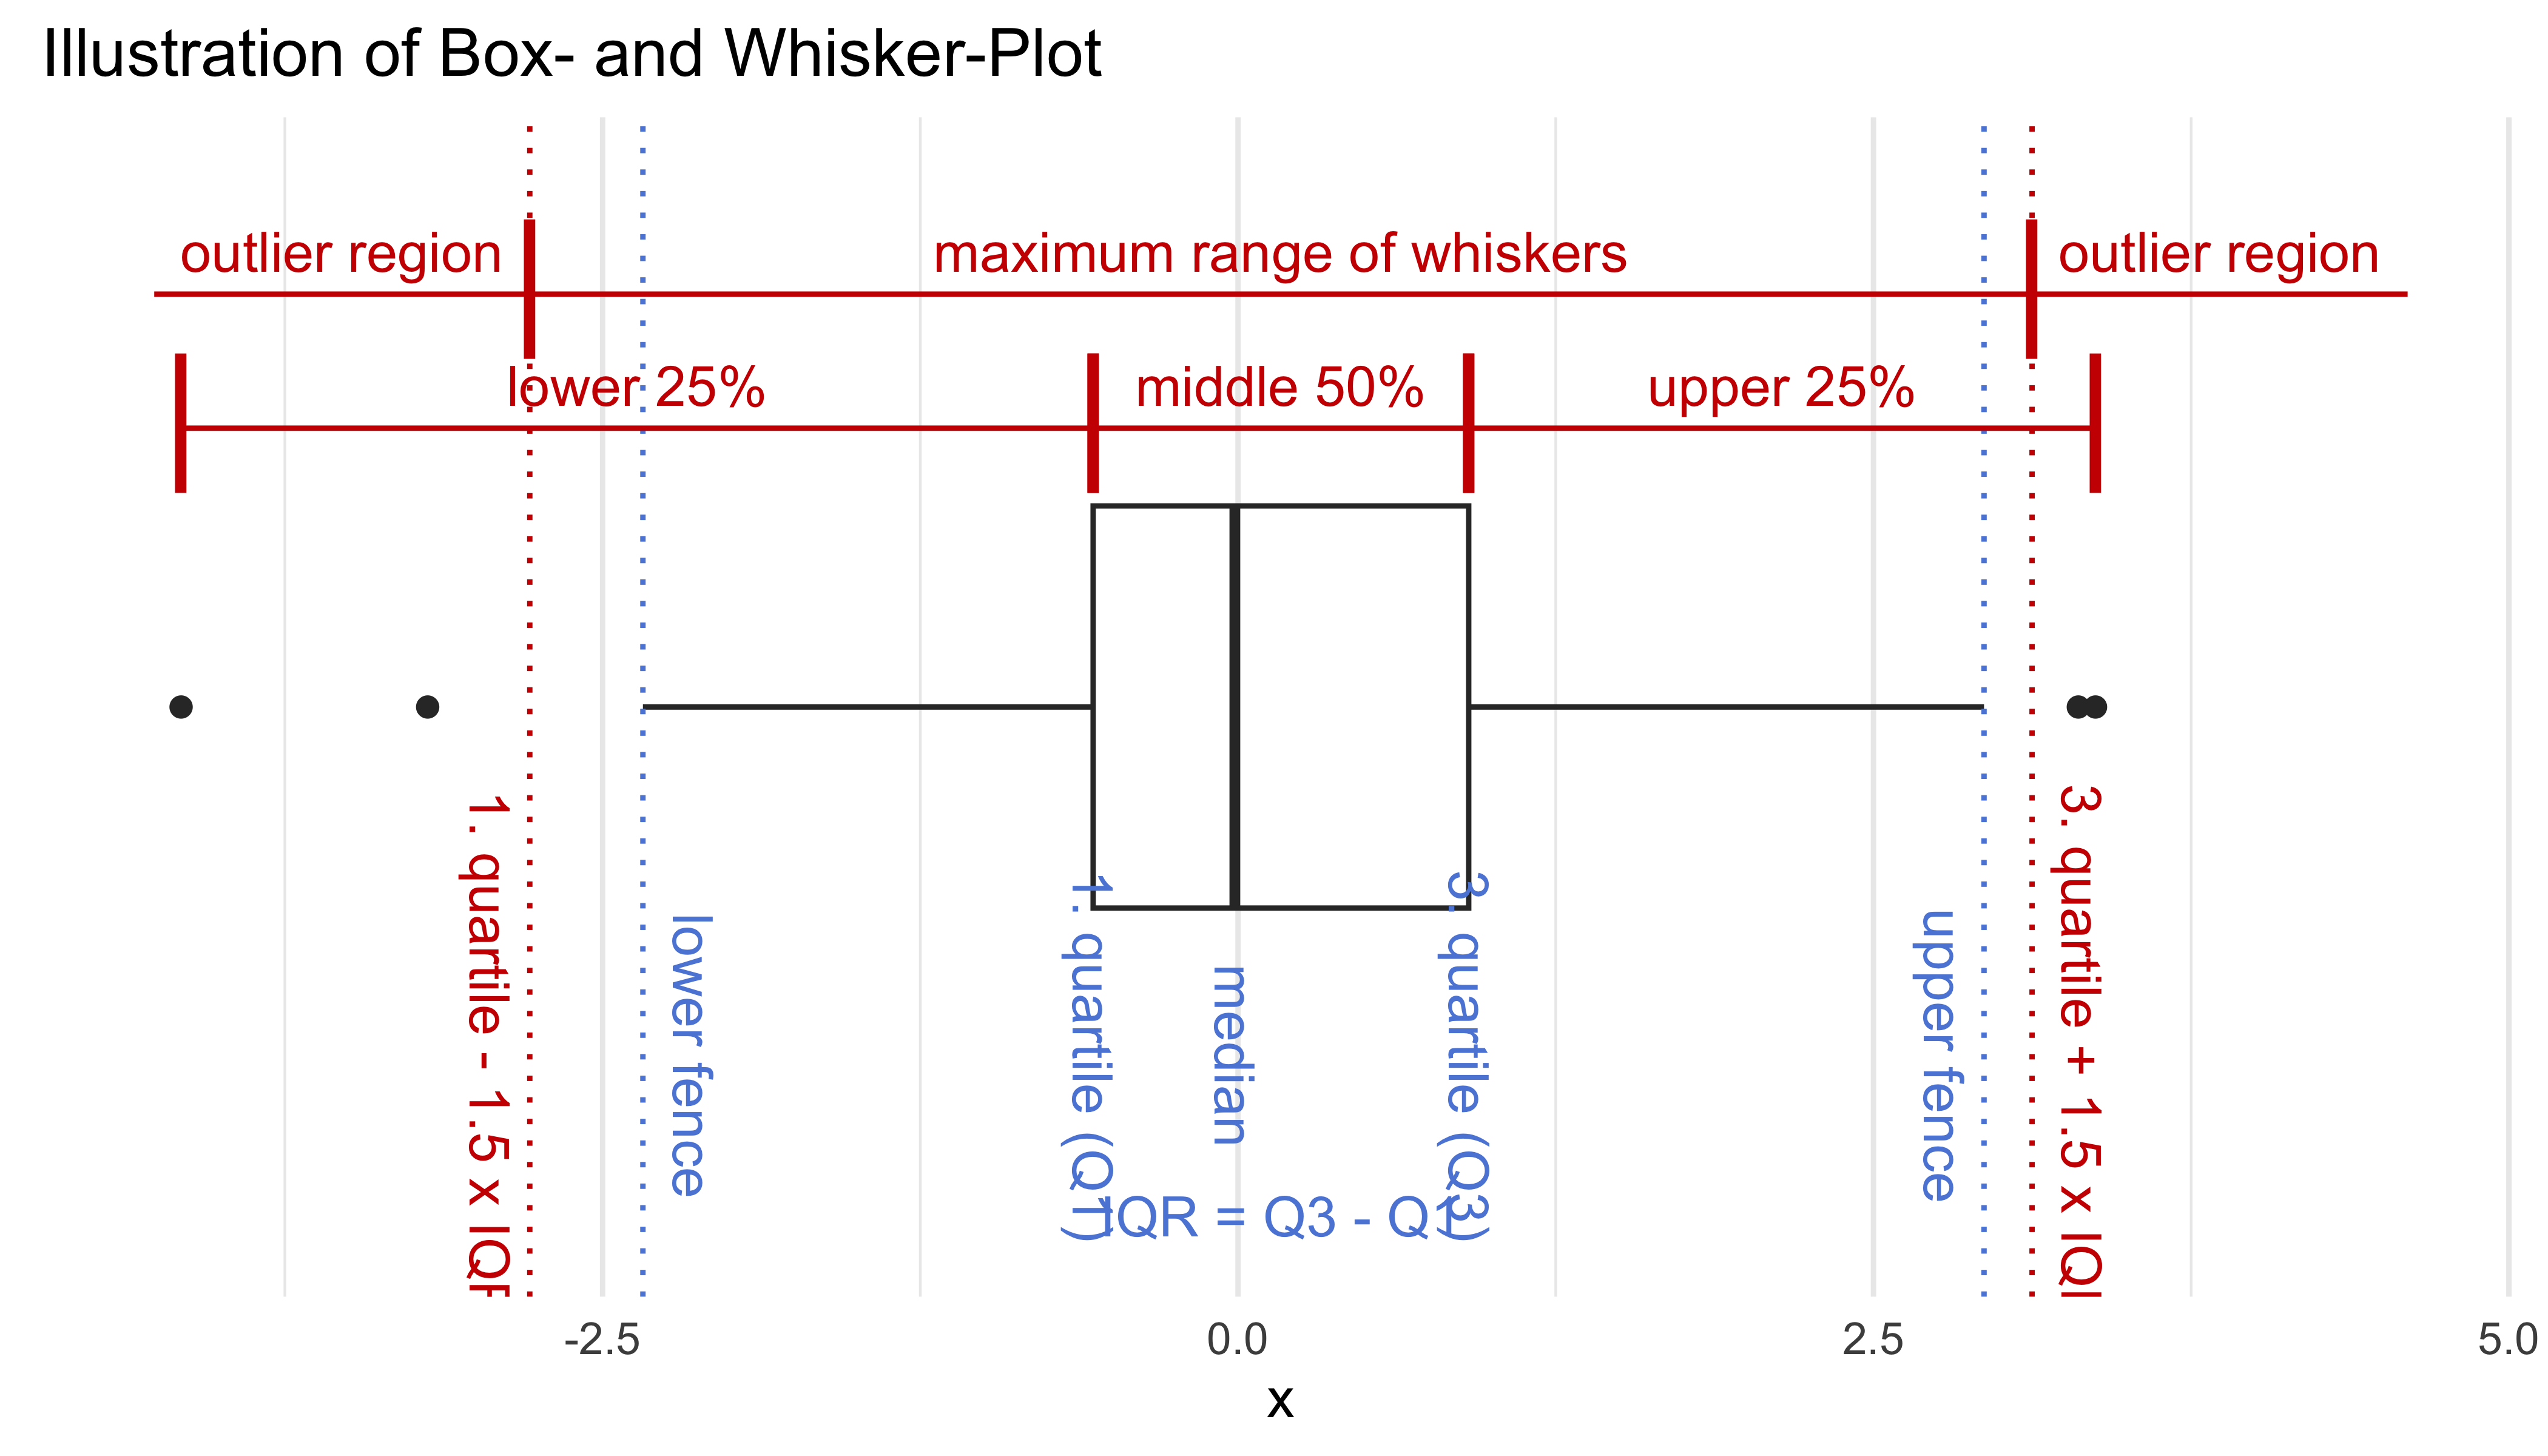 Illustration of Box- and Whisker-Plot
outlier region
maximum range of whiskers
outlier region
lower 25%
middle 50%
upper 25%
1. quartile - 1.5 x IQR
lower fence
1. quartile (Q1)
median
3. quartile (Q3)
upper fence
3. quartile + 1.5 x IQR
IQR = Q3 - Q1
-2.5
0.0
2.5
5.0
x